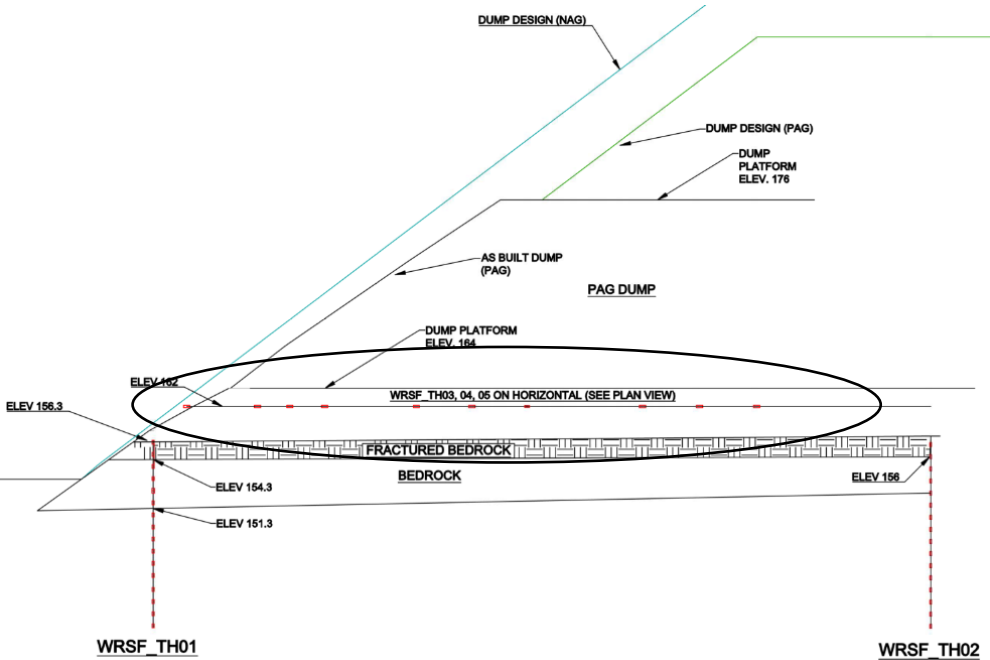 DUMP DESIGN (NAG)
DUMP DESIGN (PAG)
DUMP
PLATFORM
ELEV. 176
AS BUILT DUMP
(PAG)
PAG DUMP
DUMP PLATFORM
ELEV. 164
ELEV 162
WRSF_TH03, 04, 05 ON HORIZONTAL (SEE PLAN VIEW)
ELEV 156.3
FRACTURED BEDROCK
BEDROCK
ELEV 156
ELEV 154.3
ELEV 151.3
WRSF_TH01
WRSF_TH02